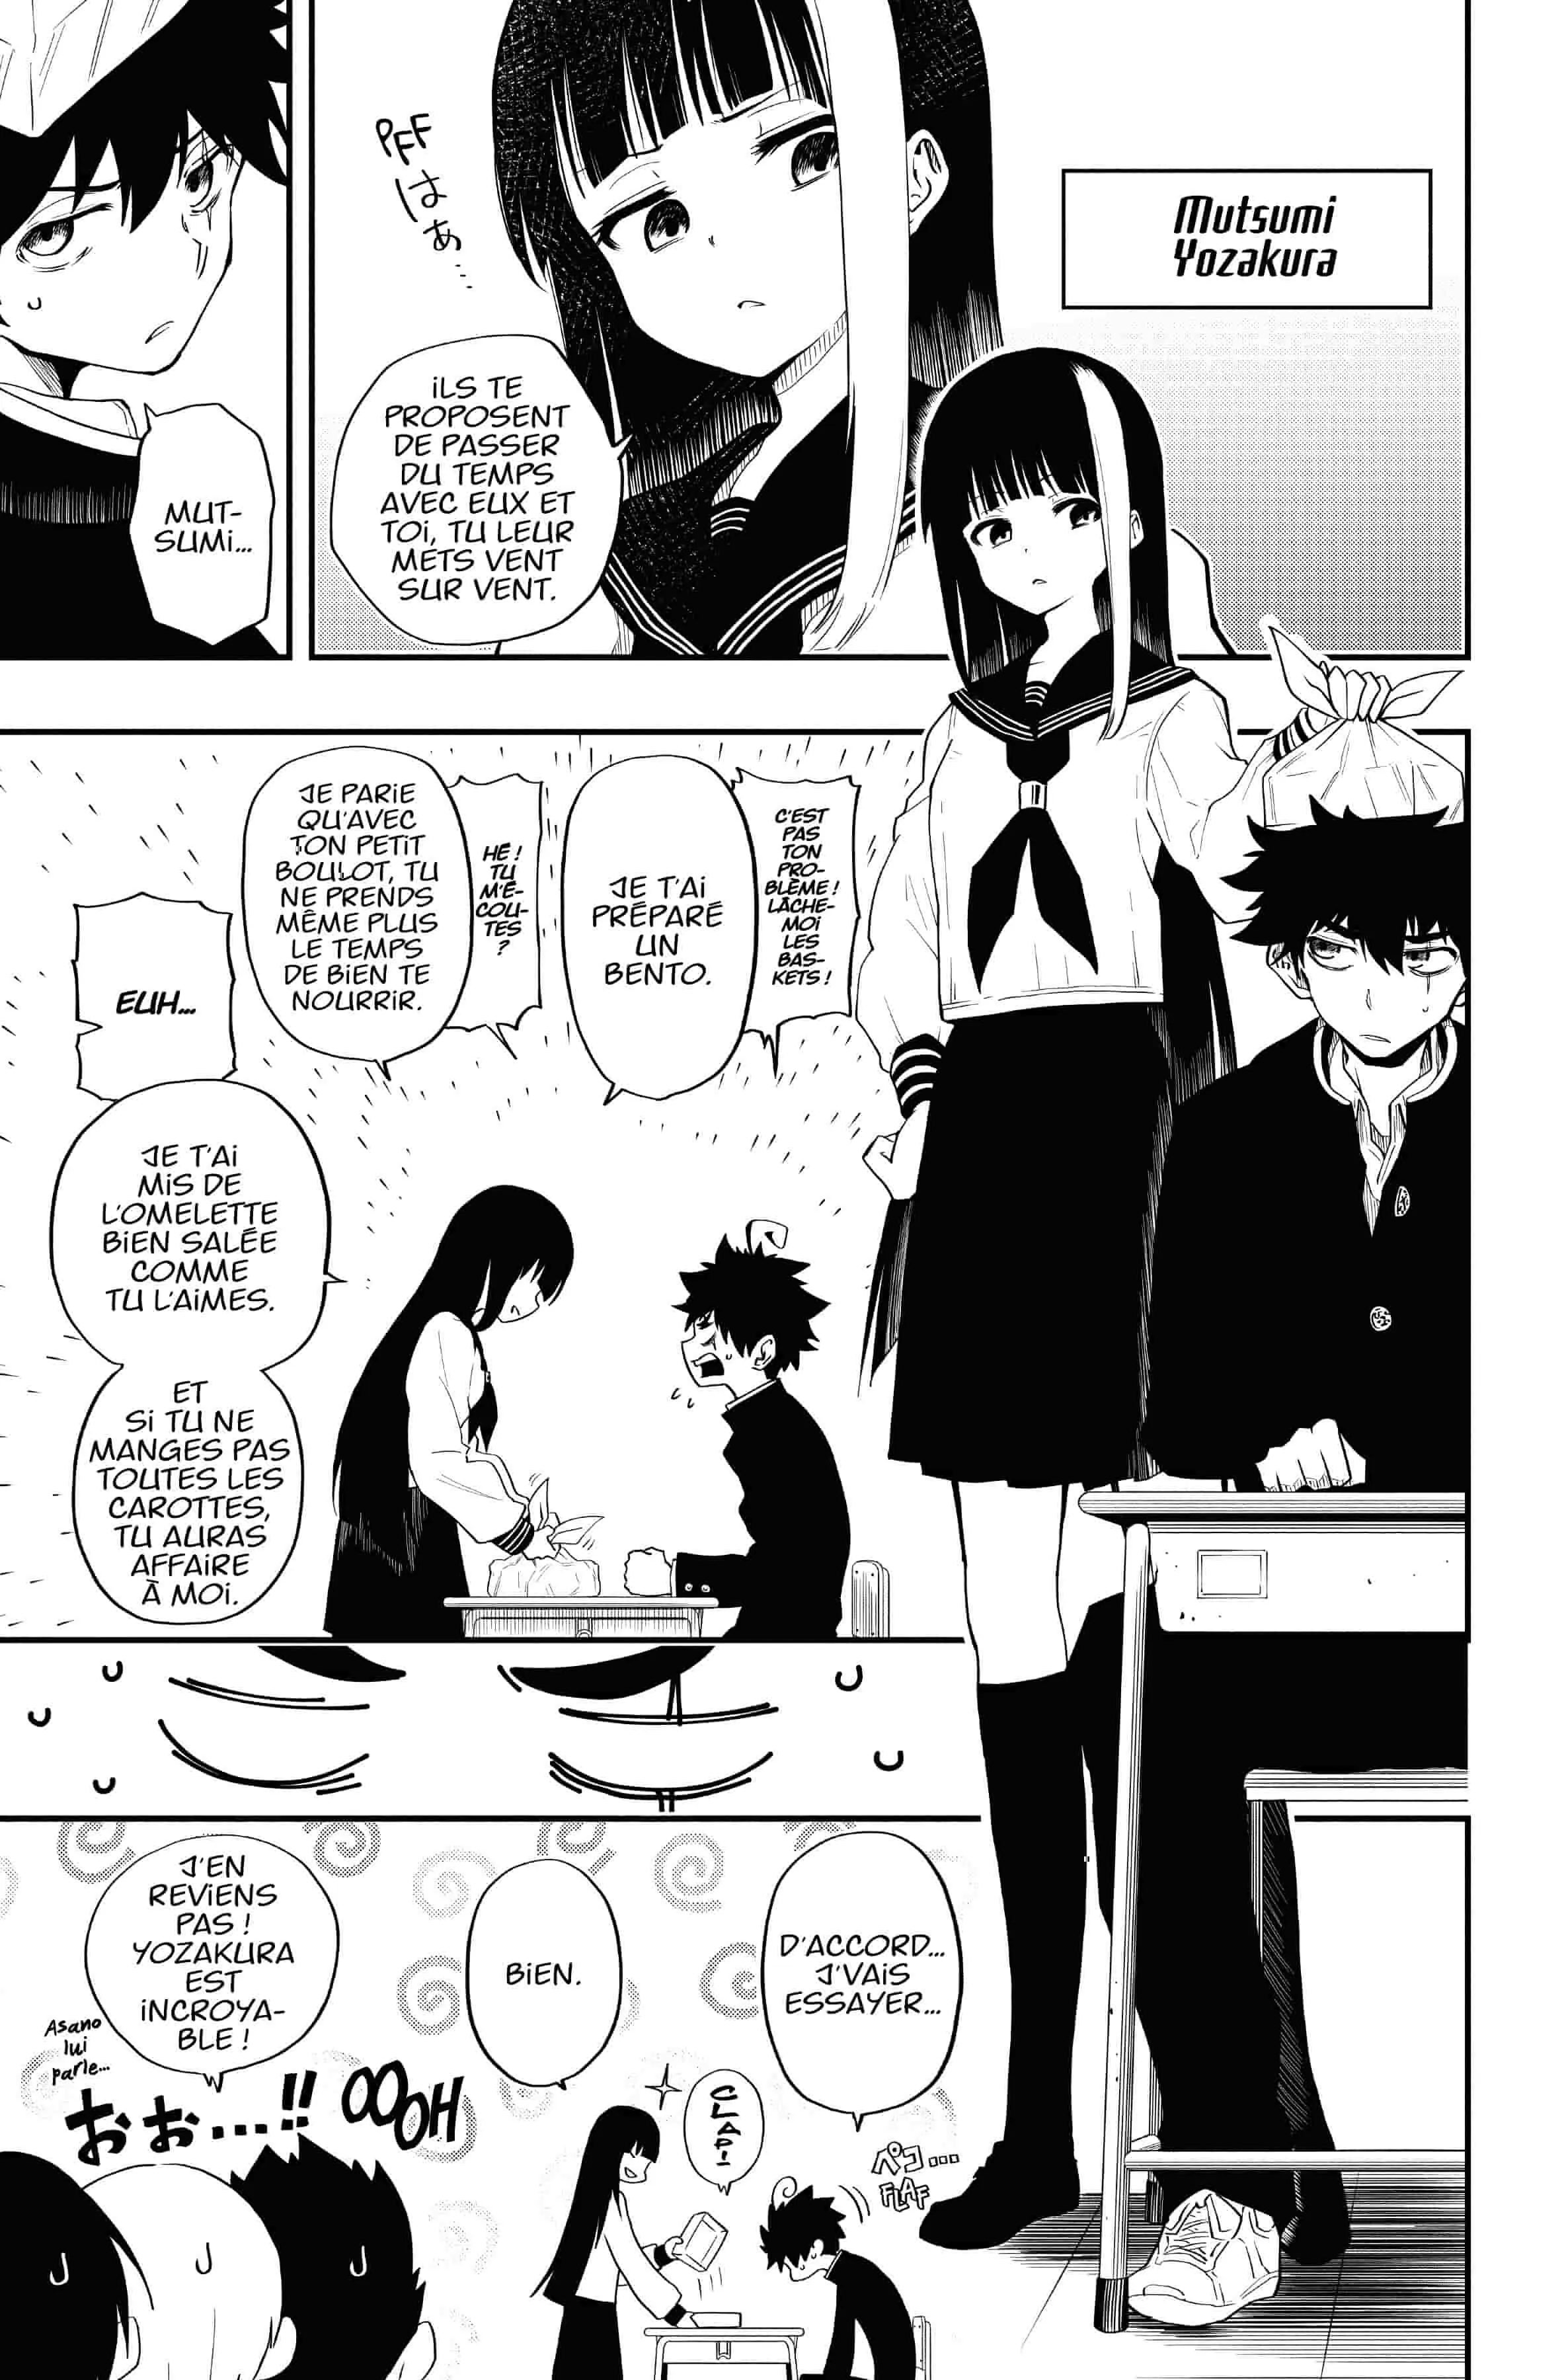 Mutsumi
Yozakura
PFF
はぁ…
iLS TE
PROPOSENT
DE PASSER
DU TEMPS
AVEC EUX ET
TOi, TU LEUR
METS VENT
SUR VENT.
MUT-
SUMi...
C'EST
PAS
TON
PRO-
BLÈME !
LÂCHE-
MOi
LES
BAS-
KETS !
JE T'Ai
PRÉPARÉ
UN
BENTO.
HÉ !
TU
M'É-
COU-
TES
?
JE PARiE
QU'AVEC
TON PETiT
BOULOT, TU
NE PRENDS
MÊME PLUS
LE TEMPS
DE BiEN TE
NOURRiR.
EUH...
JE T'Ai
MiS DE
L'OMELETTE
BiEN SALÉE
COMME
TU L'AiMES.
ET
Si TU NE
MANGES PAS
TOUTES LES
CAROTTES,
TU AURAS
AFFAiRE
À MOi.
D'ACCORD...
J'VAiS
ESSAYER...
ペコ…
FLAF
CLAP!
BiEN.
J'EN
REViENS
PAS !
YOZAKURA
EST
iNCROYA-
BLE !
Asano
lui
parle...
おぉ…!!
OOOH